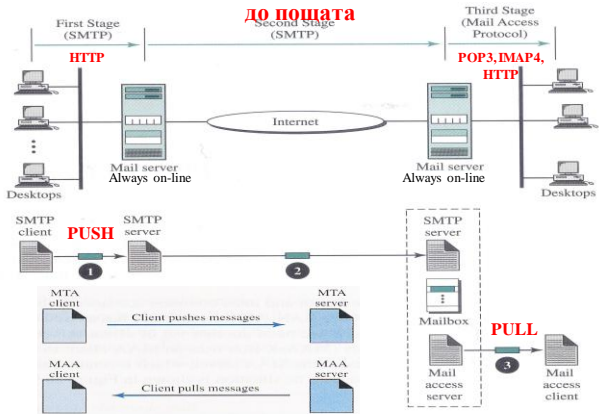 до пошата
First Stage
(SMTP)
Second Stage
(SMTP)
Third Stage
(Mail Access
Protocol)
HTTP
POP3, IMAP4,
HTTP
Internet
Desktops
Mail server
Always on-line
Mail server
Always on-line
Desktops
SMTP
client
PUSH
SMTP
server
SMTP
server
1
2
MTA
client
Client pushes messages
MTA
server
Mailbox
MAA
client
Client pulls messages
MAA
server
PULL
3
Mail
access
server
Mail
access
client